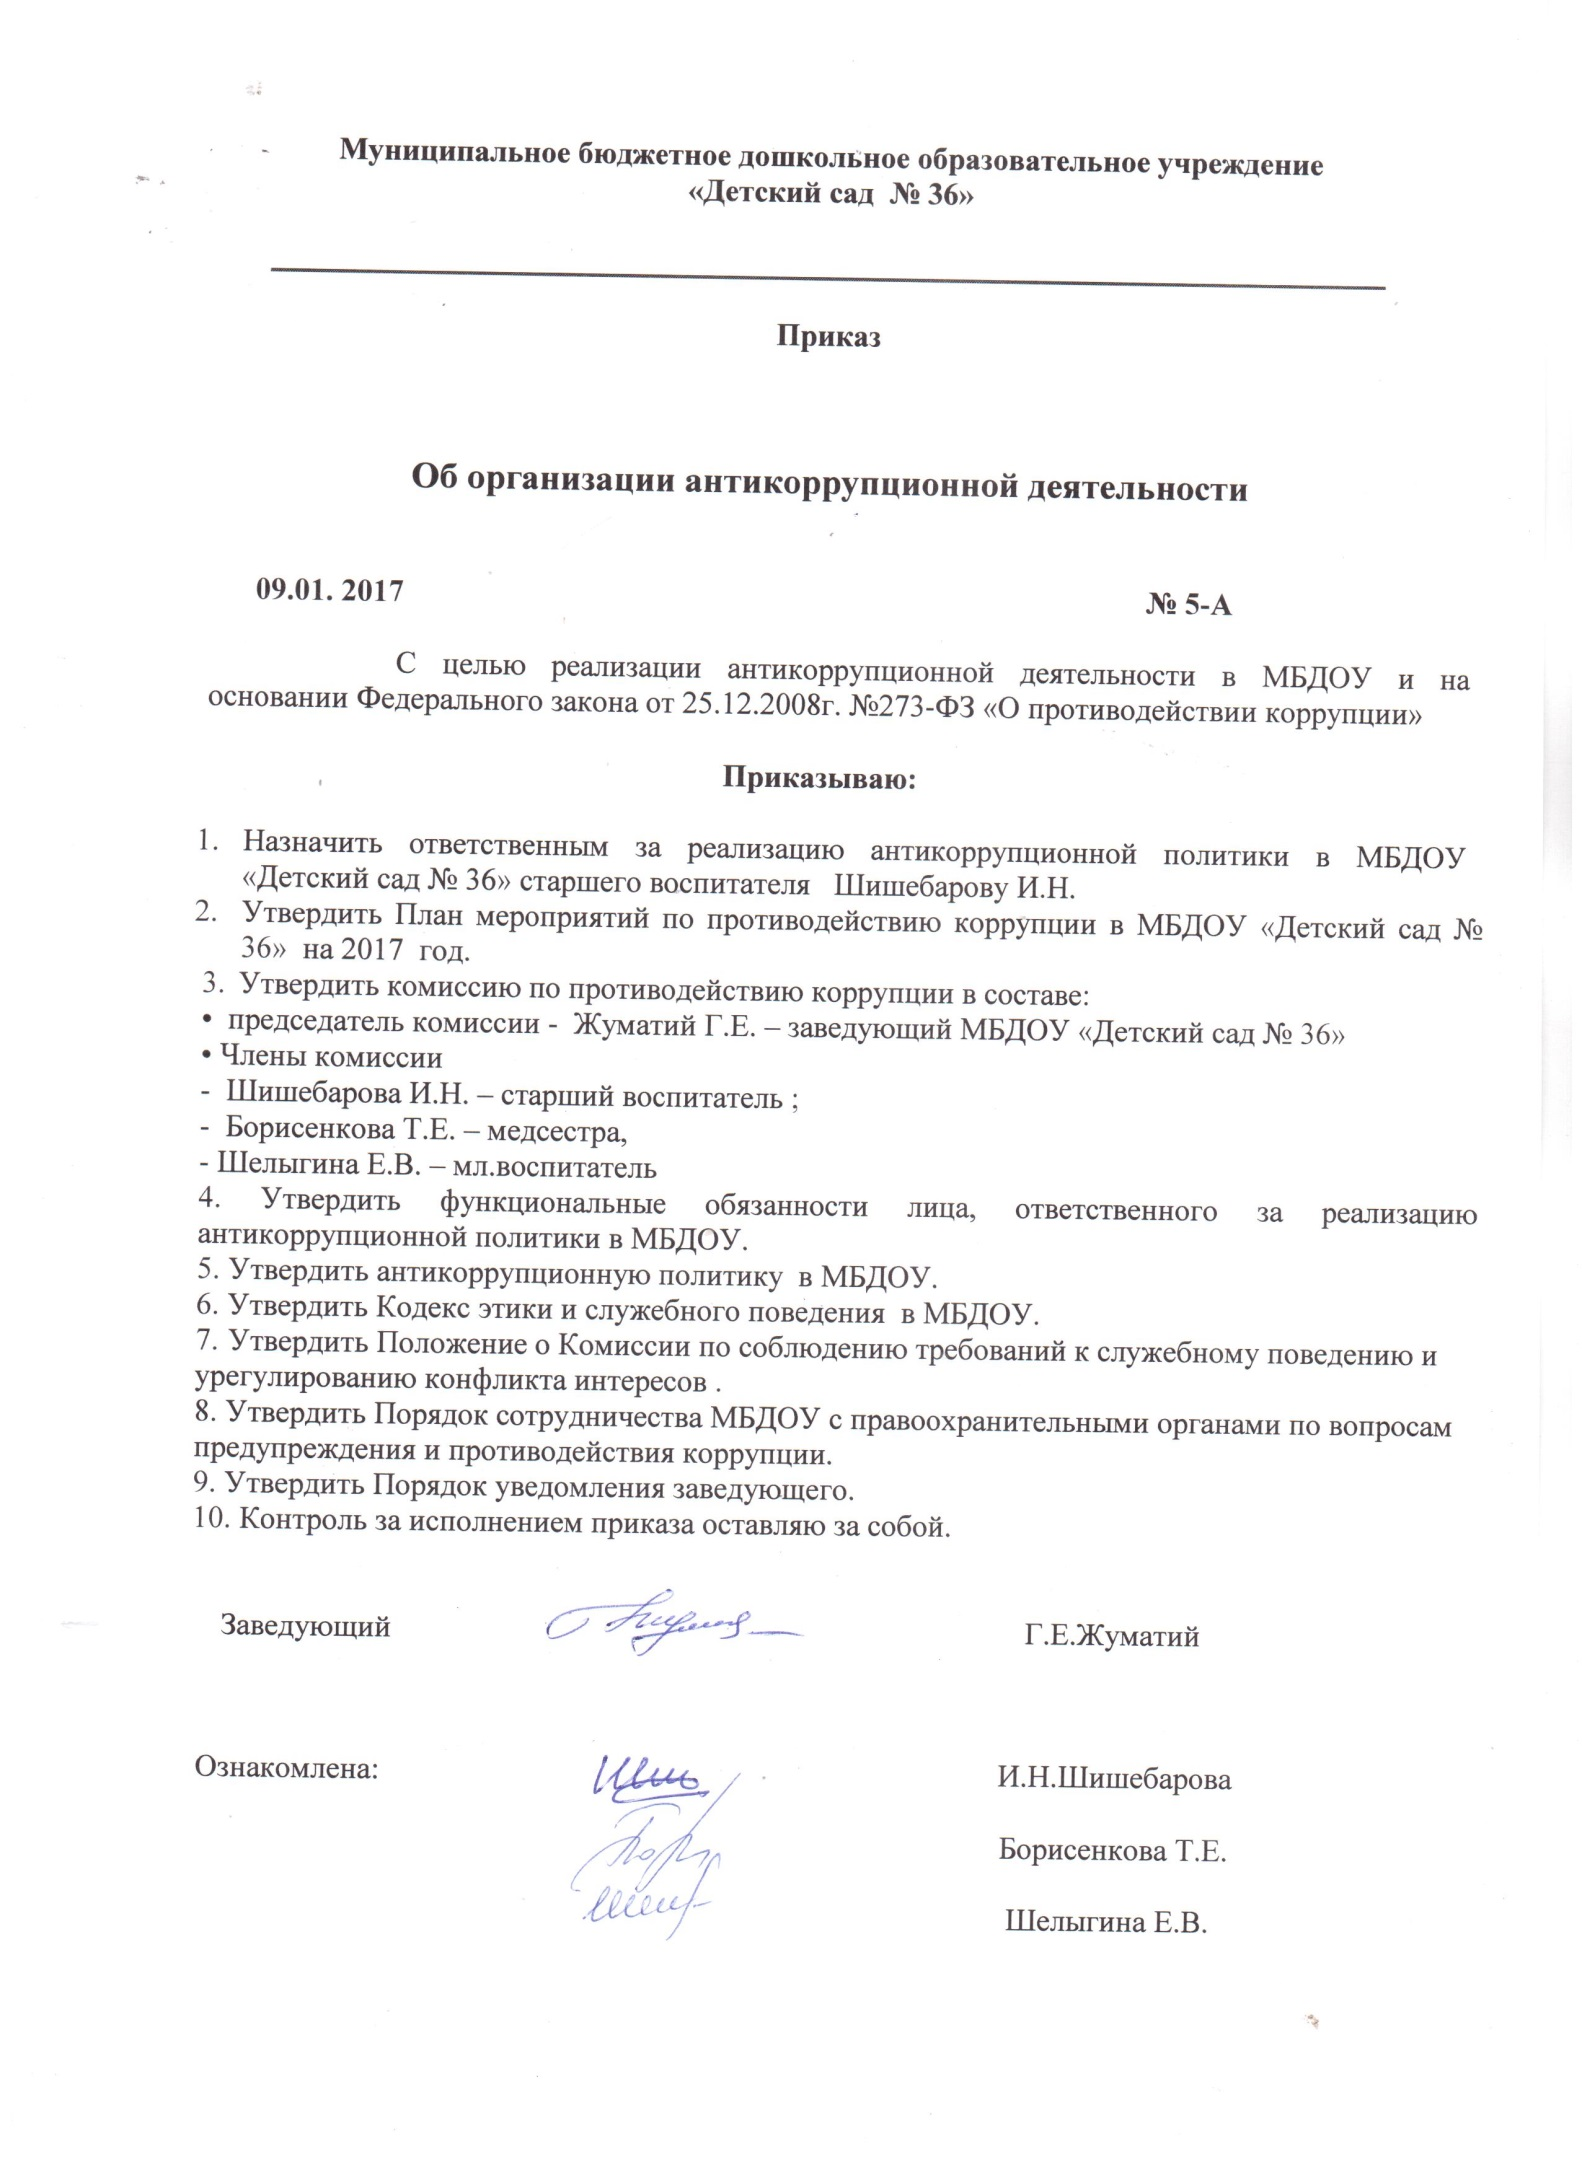 Муниципальное бюджетное дошкольное образовательное учреждение
«Детский сад № 36»
Приказ
Об организации антикоррупционной деятельности
09.01. 2017
№ 5-А
С целью реализации антикоррупционной деятельности в МБДОУ и на
основании Федерального закона от 25.12.2008г. №273-ФЗ «О противодействии коррупции»
Приказываю:
1. Назначить ответственным за реализацию антикоррупционной политики в МБДОУ
«Детский сад № 36» старшего воспитателя Шишебарову И.Н.
2. Утвердить План мероприятий по противодействию коррупции в МБДОУ «Детский сад №
36» на 2017 год.
3. Утвердить комиссию по противодействию коррупции в составе:
• председатель комиссии - Жуматий Г.Е. – заведующий МБДОУ «Детский сад № 36»
• Члены комиссии
- Шишебарова И.Н. – старший воспитатель ;
- Борисенкова Т.Е. – медсестра,
- Шелыгина Е.В. – мл.воспитатель
4. Утвердить функциональные обязанности лица, ответственного за реализацию
антикоррупционной политики в МБДОУ.
5. Утвердить антикоррупционную политику в МБДОУ.
6. Утвердить Кодекс этики и служебного поведения в МБДОУ.
7. Утвердить Положение о Комиссии по соблюдению требований к служебному поведению и
урегулированию конфликта интересов .
8. Утвердить Порядок сотрудничества МБДОУ с правоохранительными органами по вопросам
предупреждения и противодействия коррупции.
9. Утвердить Порядок уведомления заведующего.
10. Контроль за исполнением приказа оставляю за собой.
Заведующий Г.Е.Жуматий
Ознакомлена: И.Н.Шишебарова
Борисенкова Т.Е.
Шелыгина Е.В.